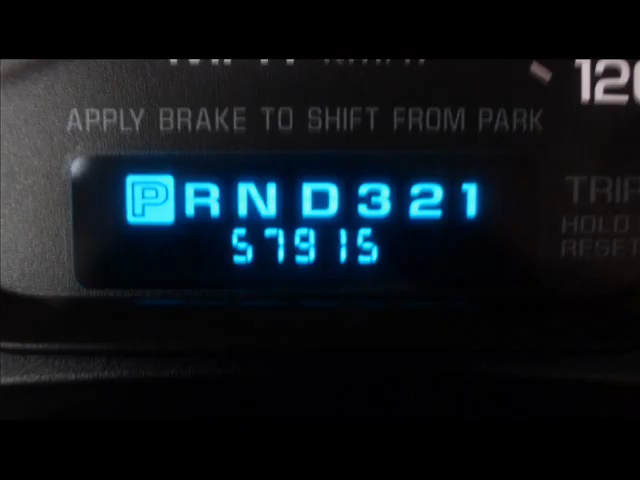 120
APPLY BRAKE TO SHIFT FROM PARK
PRND321
57915
TRIP
HOLD
RESET